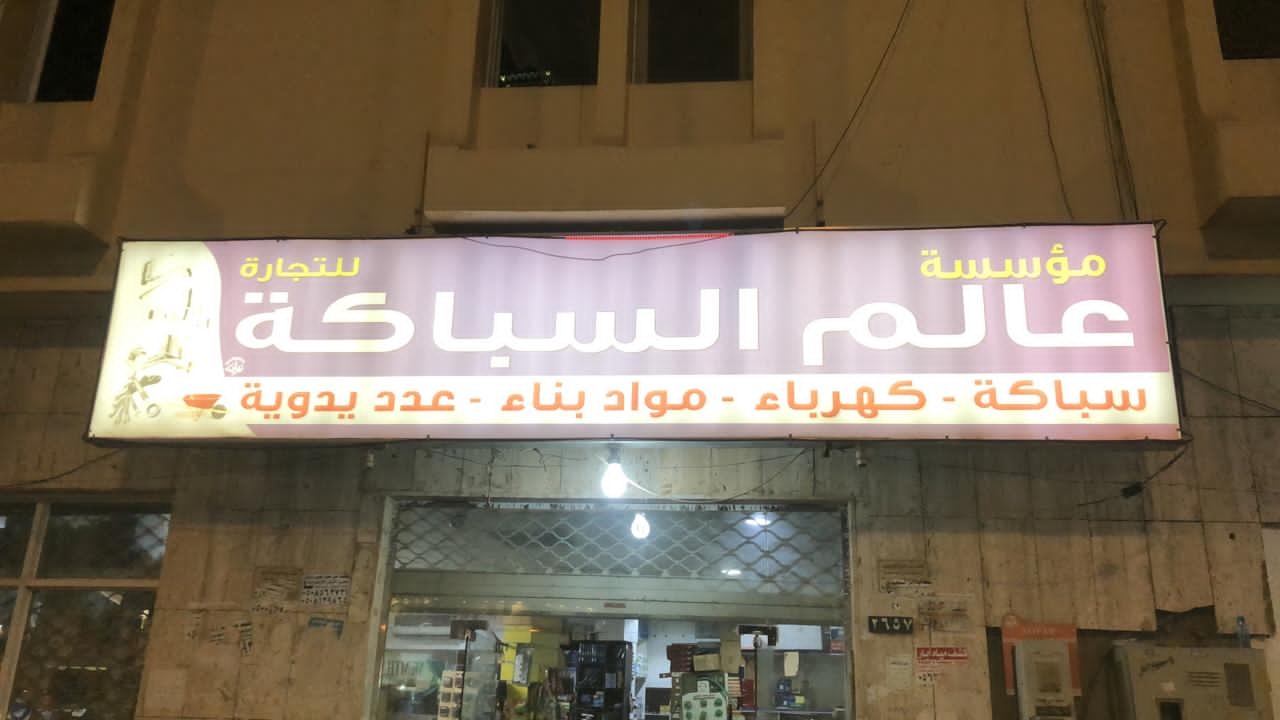 مؤسسة
عالم السباكة
للتجارة
سباكة - كهرباء - مواد بناء - عدد يدوية
٢٦٥٧